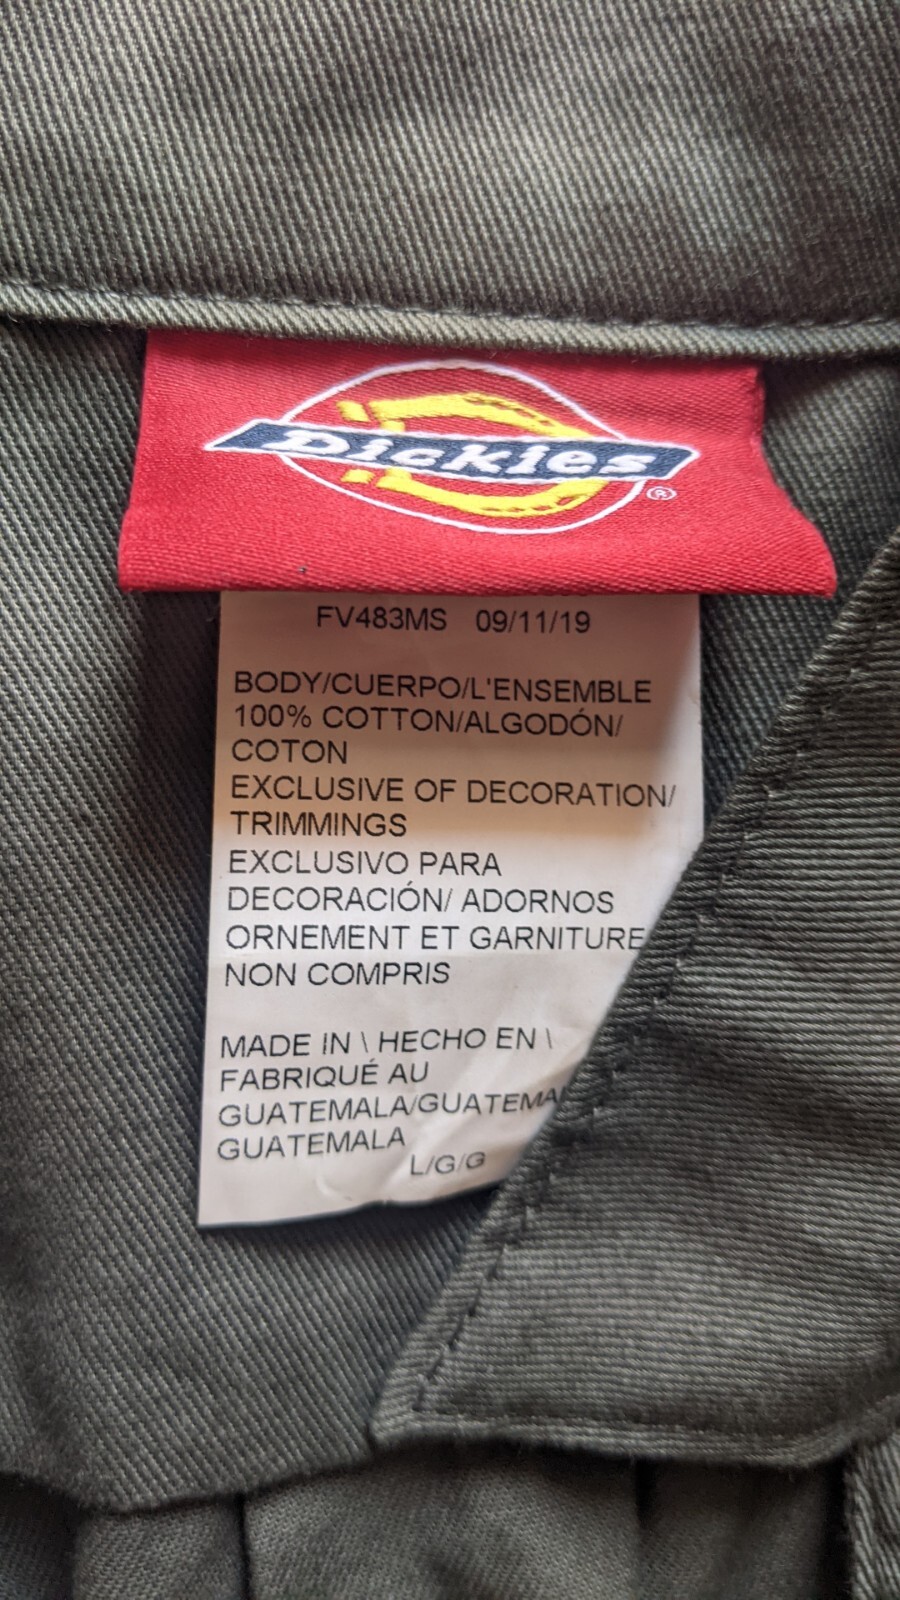 Dickies
®
FV483MS 09/11/19
BODY/CUERPO/L'ENSEMBLE
100% COTTON/ALGODÓN/
COTON
EXCLUSIVE OF DECORATION/
TRIMMINGS
EXCLUSIVO PARA
DECORACIÓN/ ADORNOS
ORNEMENT ET GARNITURE
NON COMPRIS
MADE IN \ HECHO EN \
FABRIQUÉ AU
GUATEMALA/GUATEMA
GUATEMALA
L/G/G